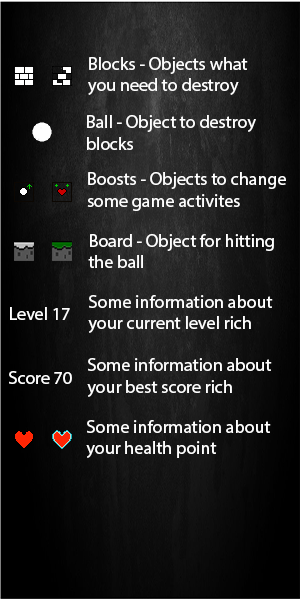 Blocks - Objects what
you need to destroy
Ball - Object to destroy
blocks
Boosts - Objects to change
some game activites
Board - Object for hitting
the ball
Level 17
Some information about
your current level rich
Score 70
Some information about
your best score rich
Some information about
your health point